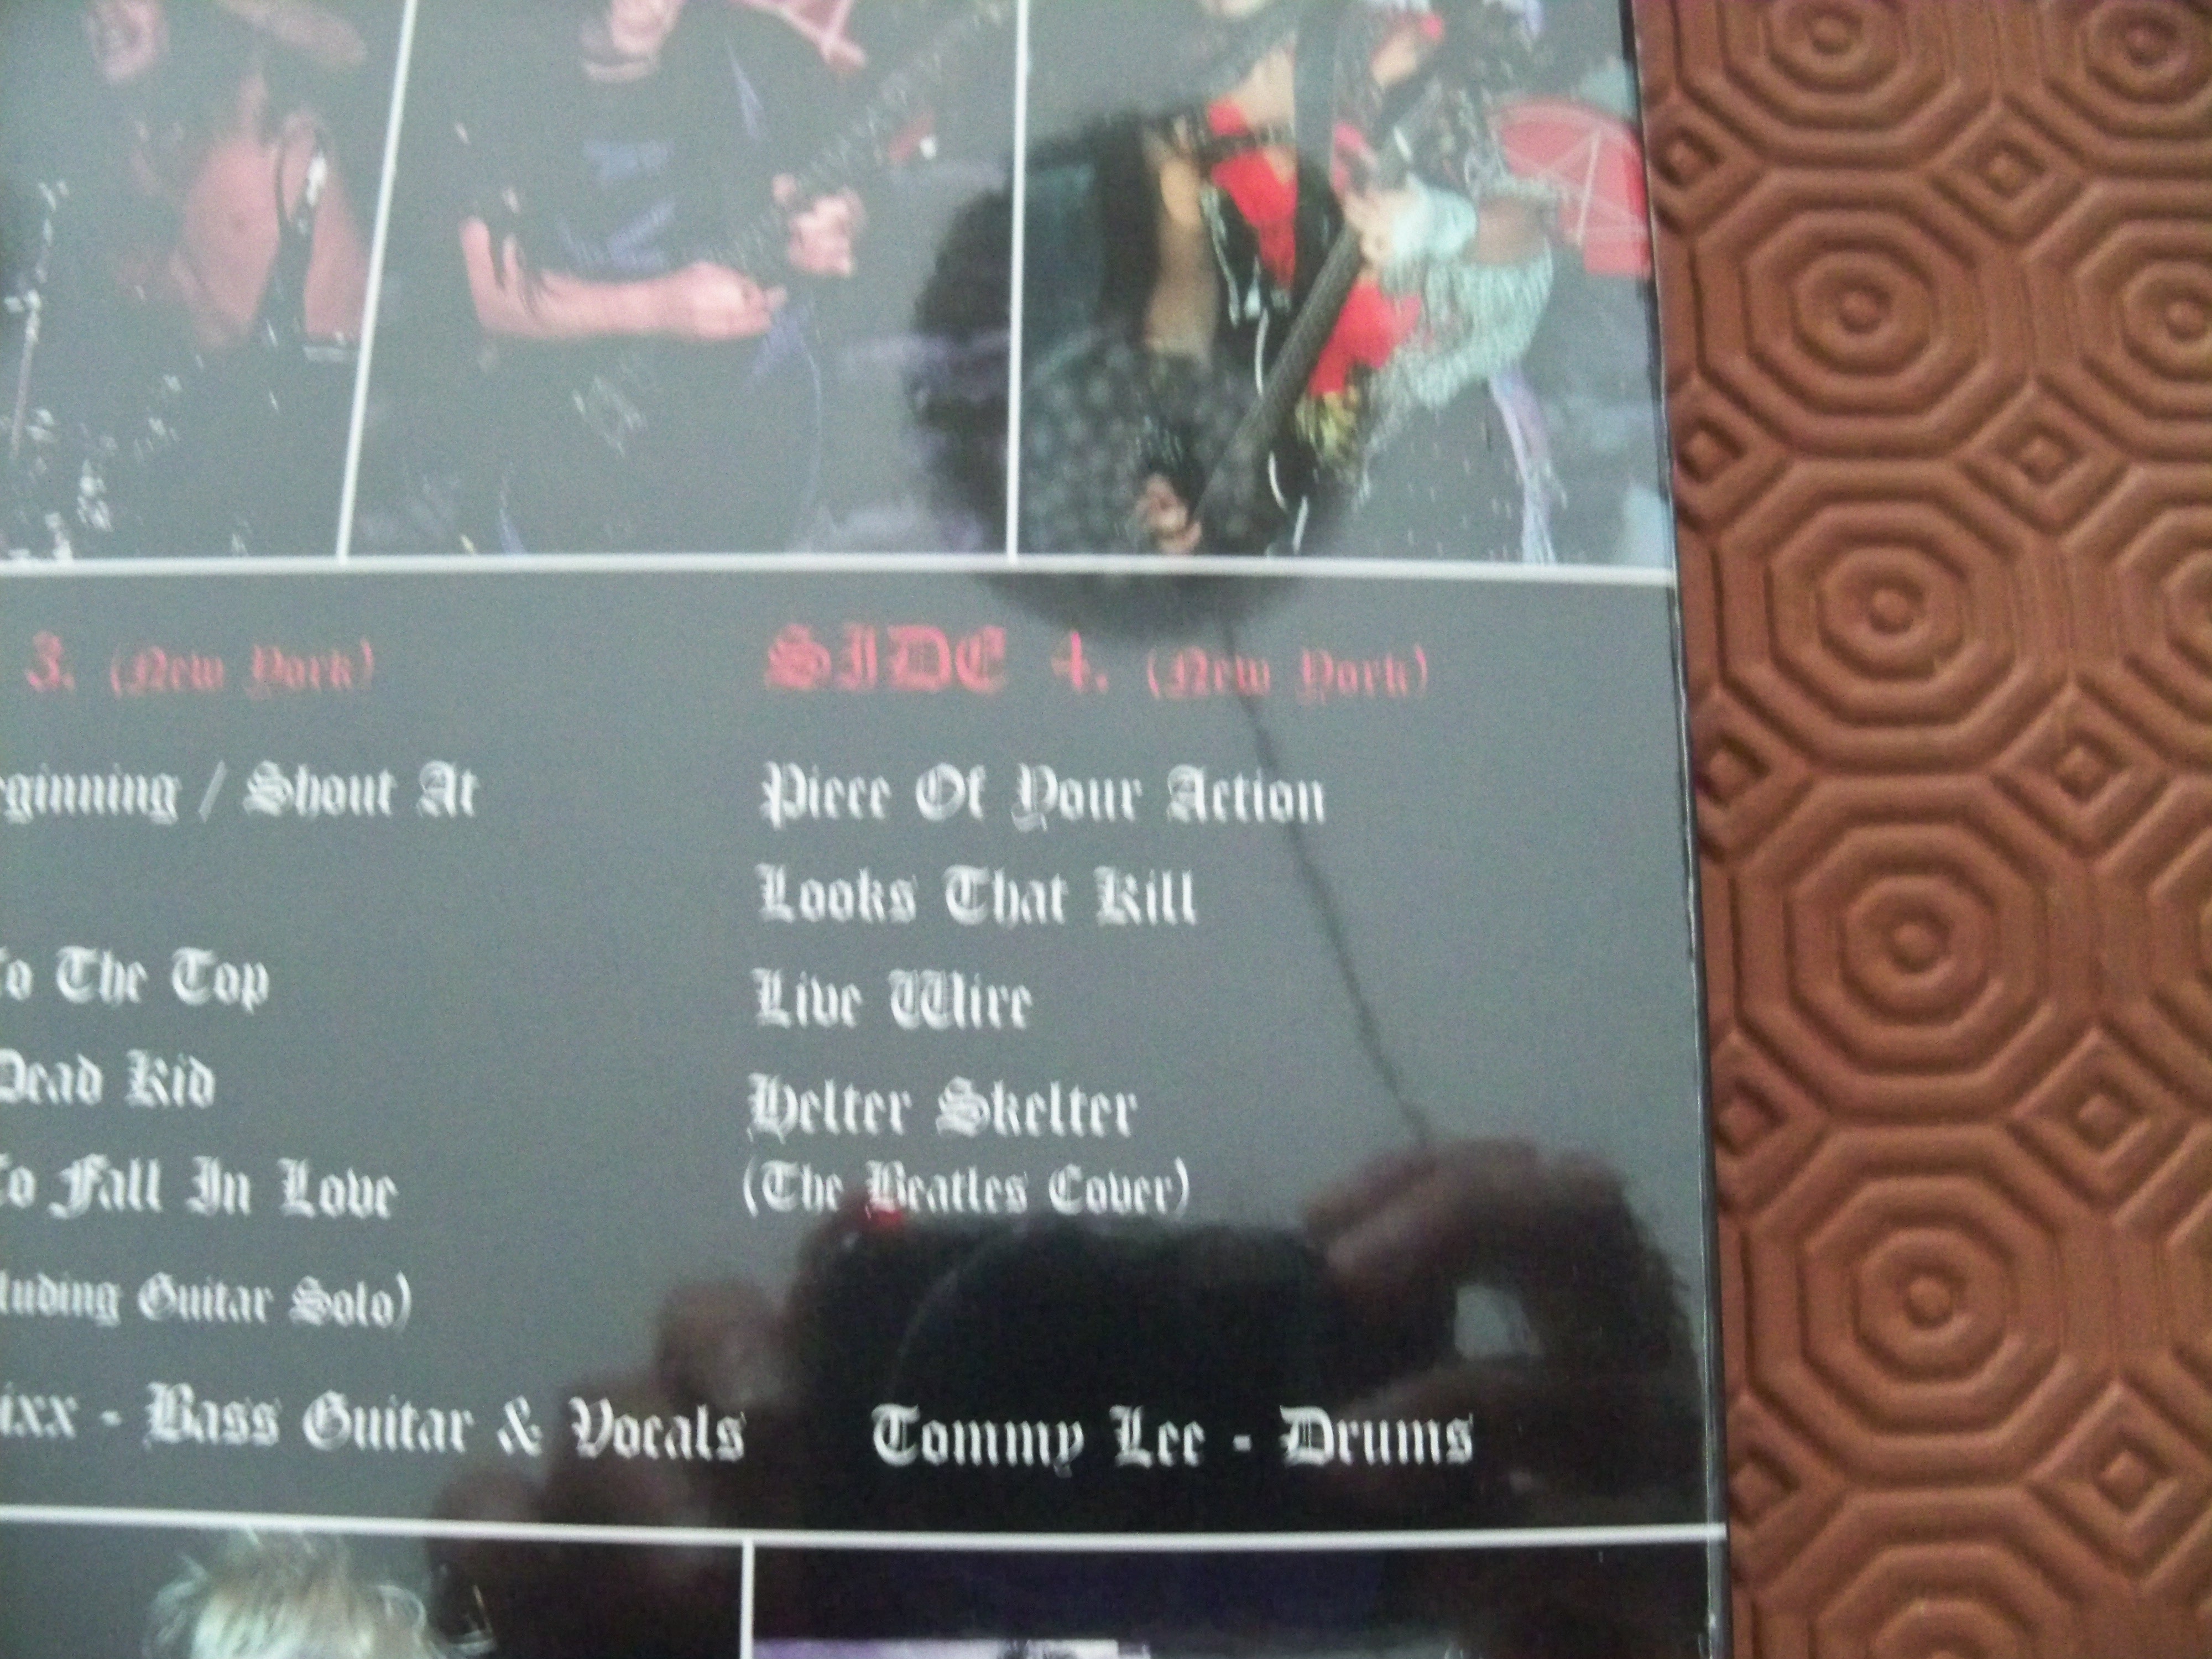 3. (New York)
ginning / Shout At
To The Top
Dead Kid
To Fall In Love
luding Guitar Solo)
ixx - Bass Guitar & Vocals
SIDE 4. (New York)
Piece Of Your Action
Looks That Kill
Live Wire
Helter Skelter
(The Beatles Cover)
Tommy Lee - Drums